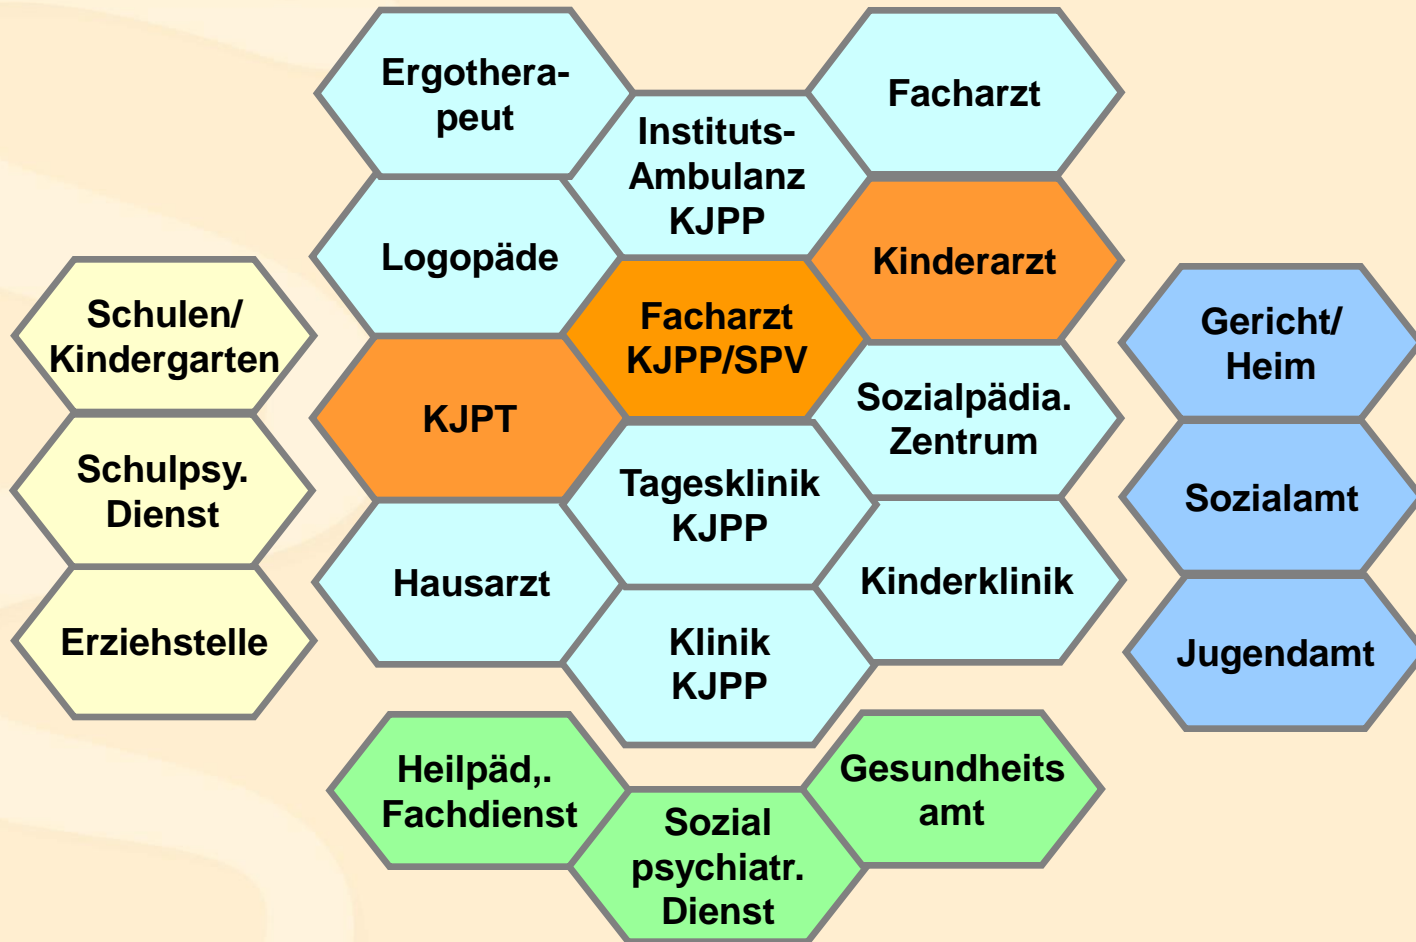 Ergothera-
peut
Facharzt
Instituts-
Ambulanz
KJPP
Logopäde
Kinderarzt
Schulen/
Kindergarten
Facharzt
KJPP/SPV
Gericht/
Heim
KJPT
Sozialpädia.
Zentrum
Schulpsy.
Dienst
Tagesklinik
KJPP
Sozialamt
Hausarzt
Kinderklinik
Erziehstelle
Klinik
KJPP
Jugendamt
Heilpäd,.
Fachdienst
Gesundheits
amt
Sozial
psychiatr.
Dienst